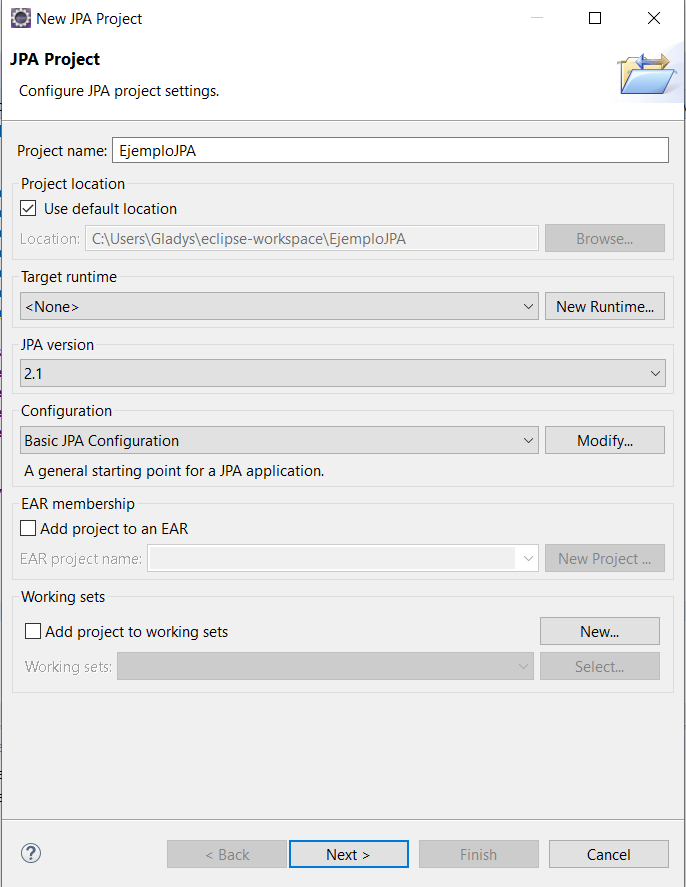 New JPA Project
JPA Project
Configure JPA project settings.
Project name: EjemploJPA
Project location
Use default location
Location: C:\Users\Gladys\eclipse-workspace\EjemploJPA Browse...
Target runtime
<None> New Runtime...
JPA version
2.1
Configuration
Basic JPA Configuration Modify...
A general starting point for a JPA application.
EAR membership
Add project to an EAR
EAR project name: New Project ...
Working sets
Add project to working sets New...
Working sets: Select...
? < Back Next > Finish Cancel